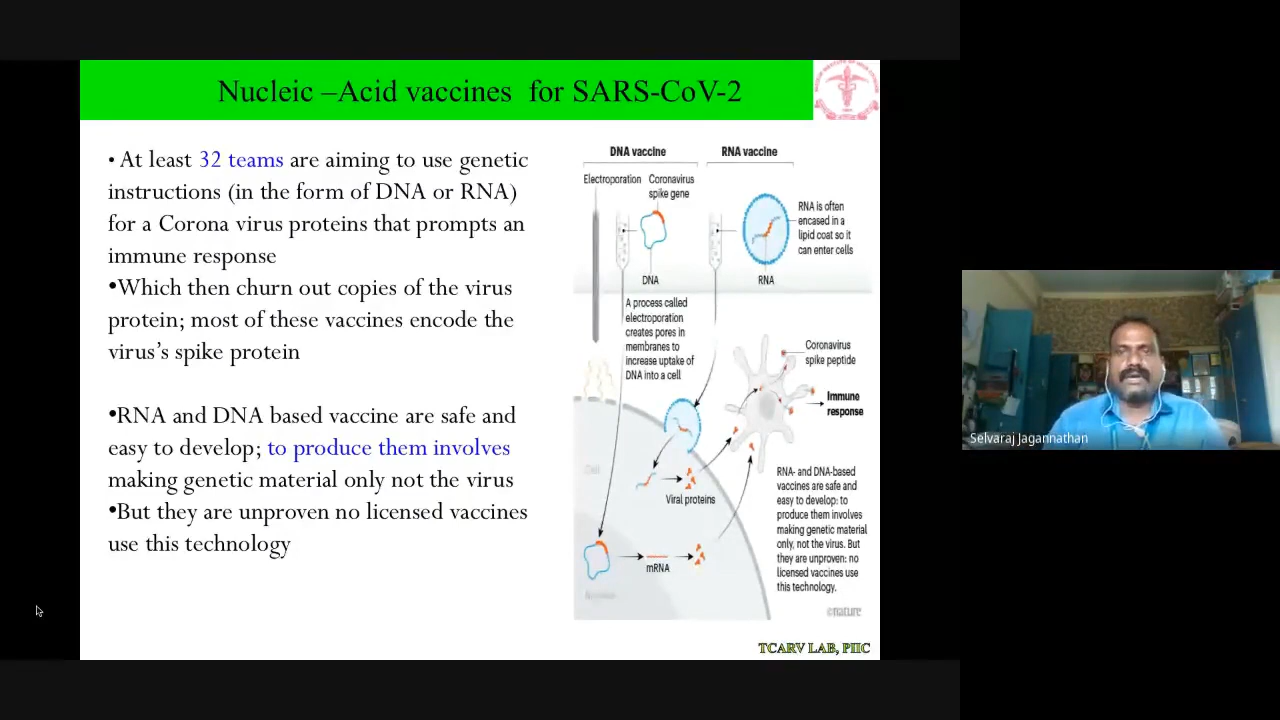 Nucleic –Acid vaccines for SARS-CoV-2
• At least 32 teams are aiming to use genetic
instructions (in the form of DNA or RNA)
for a Corona virus proteins that prompts an
immune response
•Which then churn out copies of the virus
protein; most of these vaccines encode the
virus's spike protein
•RNA and DNA based vaccine are safe and
easy to develop; to produce them involves
making genetic material only not the virus
•But they are unproven no licensed vaccines
use this technology
DNA vaccine
RNA vaccine
Electroporation
Coronavirus
spike gene
RNA is often
encased in a
lipid coat so it
can enter cells
DNA
RNA
A process called
electroporation
creates pores in
membranes to
increase uptake of
DNA into a cell
Coronavirus
spike peptide
Immune
response
Cell
Viral proteins
mRNA
RNA- and DNA-based
vaccines are safe and
easy to develop: to
produce them involves
making genetic material
only, not the virus. But
they are unproven: no
licensed vaccines use
this technology.
©nature
TCARV LAB, PIIC
Selvaraj Jagannathan